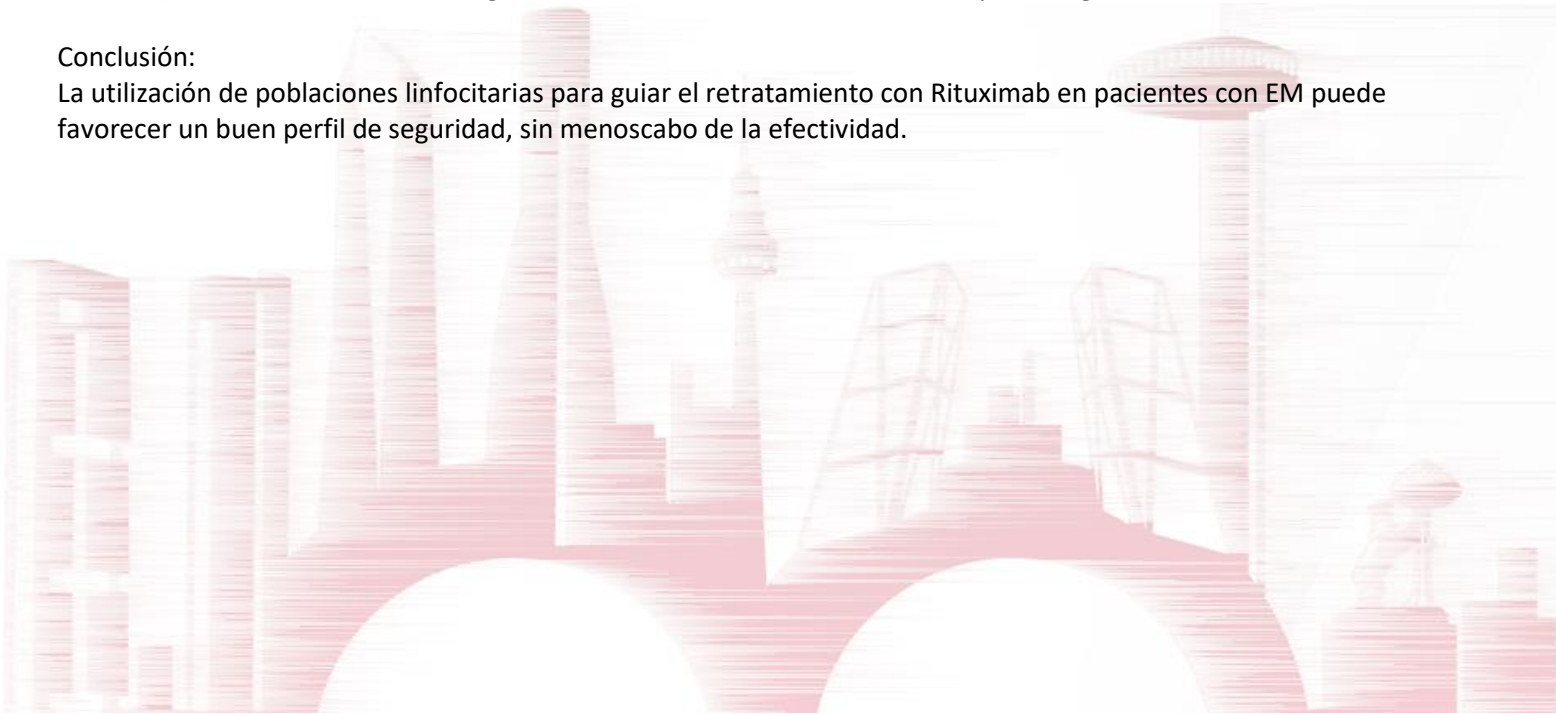 Conclusión:
La utilización de poblaciones linfocitarias para guiar el retratamiento con Rituximab en pacientes con EM puede
favorecer un buen perfil de seguridad, sin menoscabo de la efectividad.